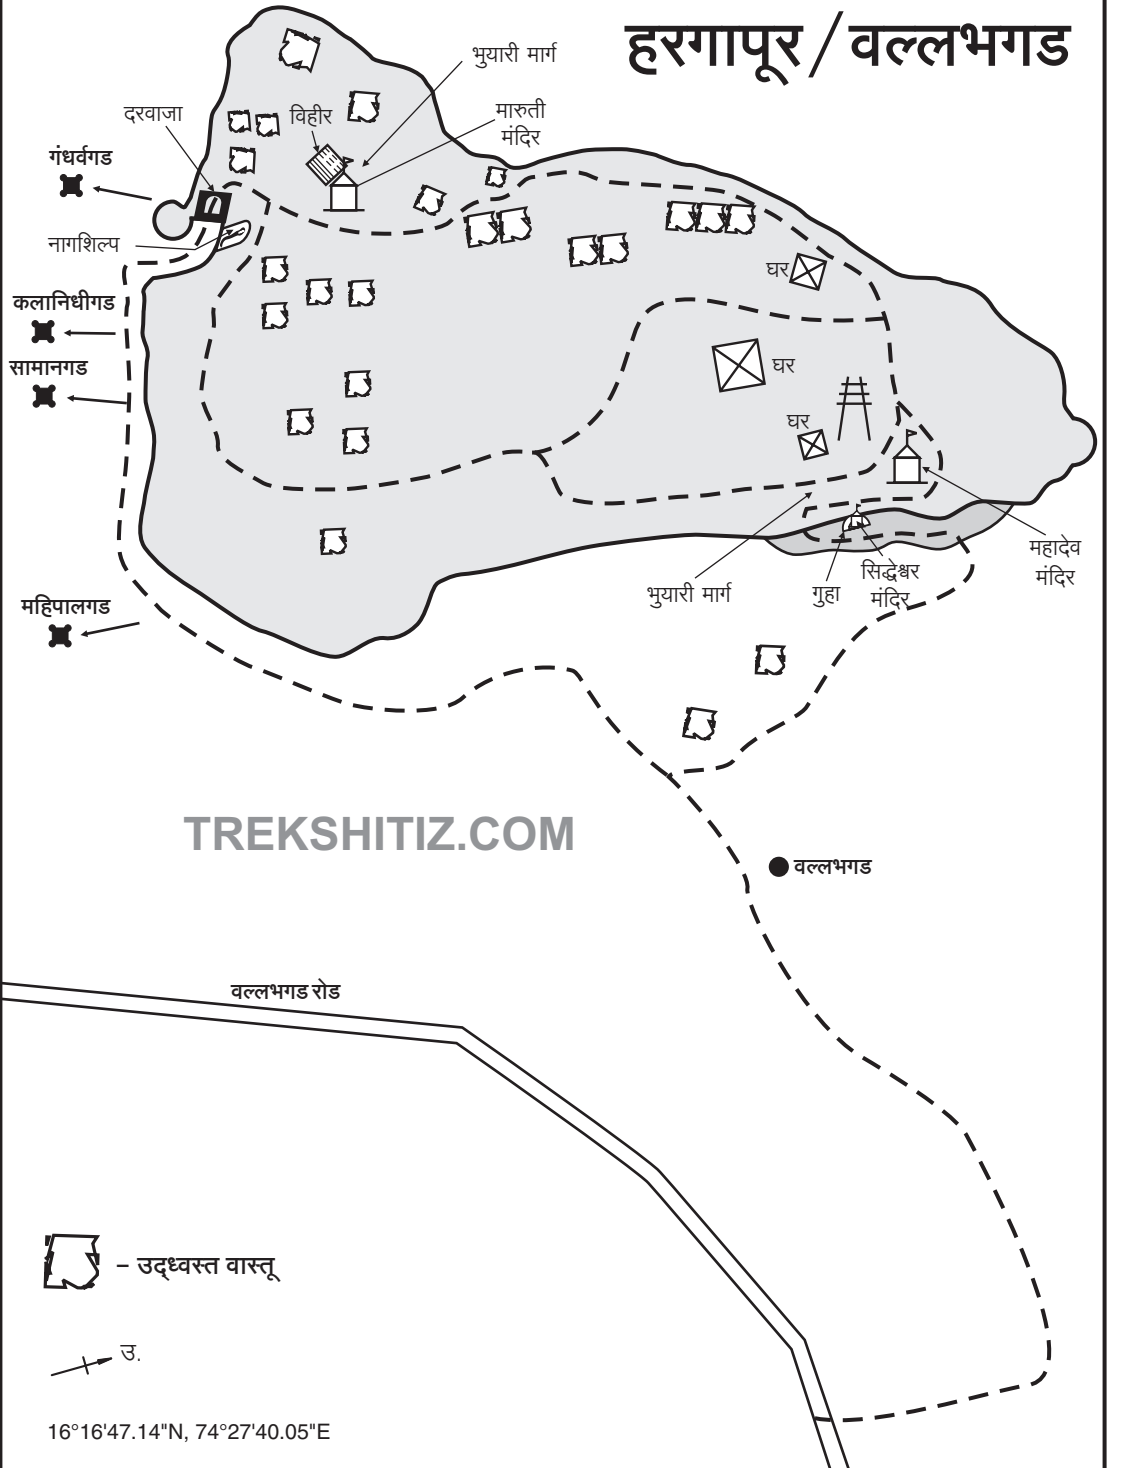 हरगापूर/वल्लभगड
भुयारी मार्ग
दरवाजा
विहीर
मारुती
मंदिर
गंधर्वगड
नागशिल्प
घर
कलानिधीगड
सामानगड
घर
घर
महादेव
मंदिर
भुयारी मार्ग
गुहा
सिद्धेश्वर
मंदिर
महिपालगड
TREKSHITIZ.COM
वल्लभगड
वल्लभगड रोड
– उद्ध्वस्त वास्तू
उ.
16°16'47.14"N, 74°27'40.05"E